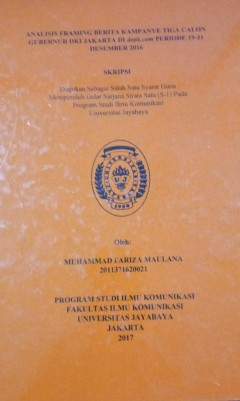 ANALISIS FRAMING BERITA KAMPANYE TIGA CALON
GUBERNUR DKI JAKARTA DI detik.com PERIODE 19-31
DESEMBER 2016
SKRIPSI
Diajukan Sebagai Salah Satu Syarat Guna
Memperoleh Gelar Sarjana Strata Satu (S-1) Pada
Program Studi Ilmu Komunikasi
Universitas Jayabaya
U J
1958
Oleh:
MUHAMMAD FARIZA MAULANA
2011371620021
PROGRAM STUDI ILMU KOMUNIKASI
FAKULTAS ILMU KOMUNIKASI
UNIVERSITAS JAYABAYA
JAKARTA
2017